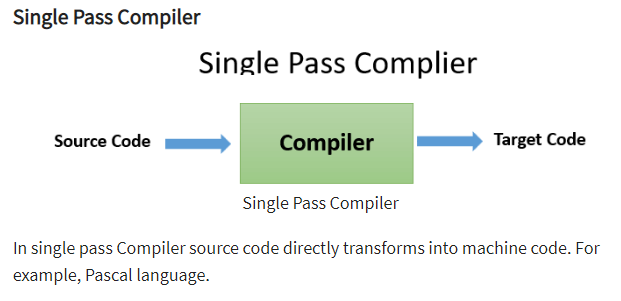 Single Pass Compiler
Single Pass Complier
Source Code
Compiler
Target Code
Single Pass Compiler
In single pass Compiler source code directly transforms into machine code. For
example, Pascal language.